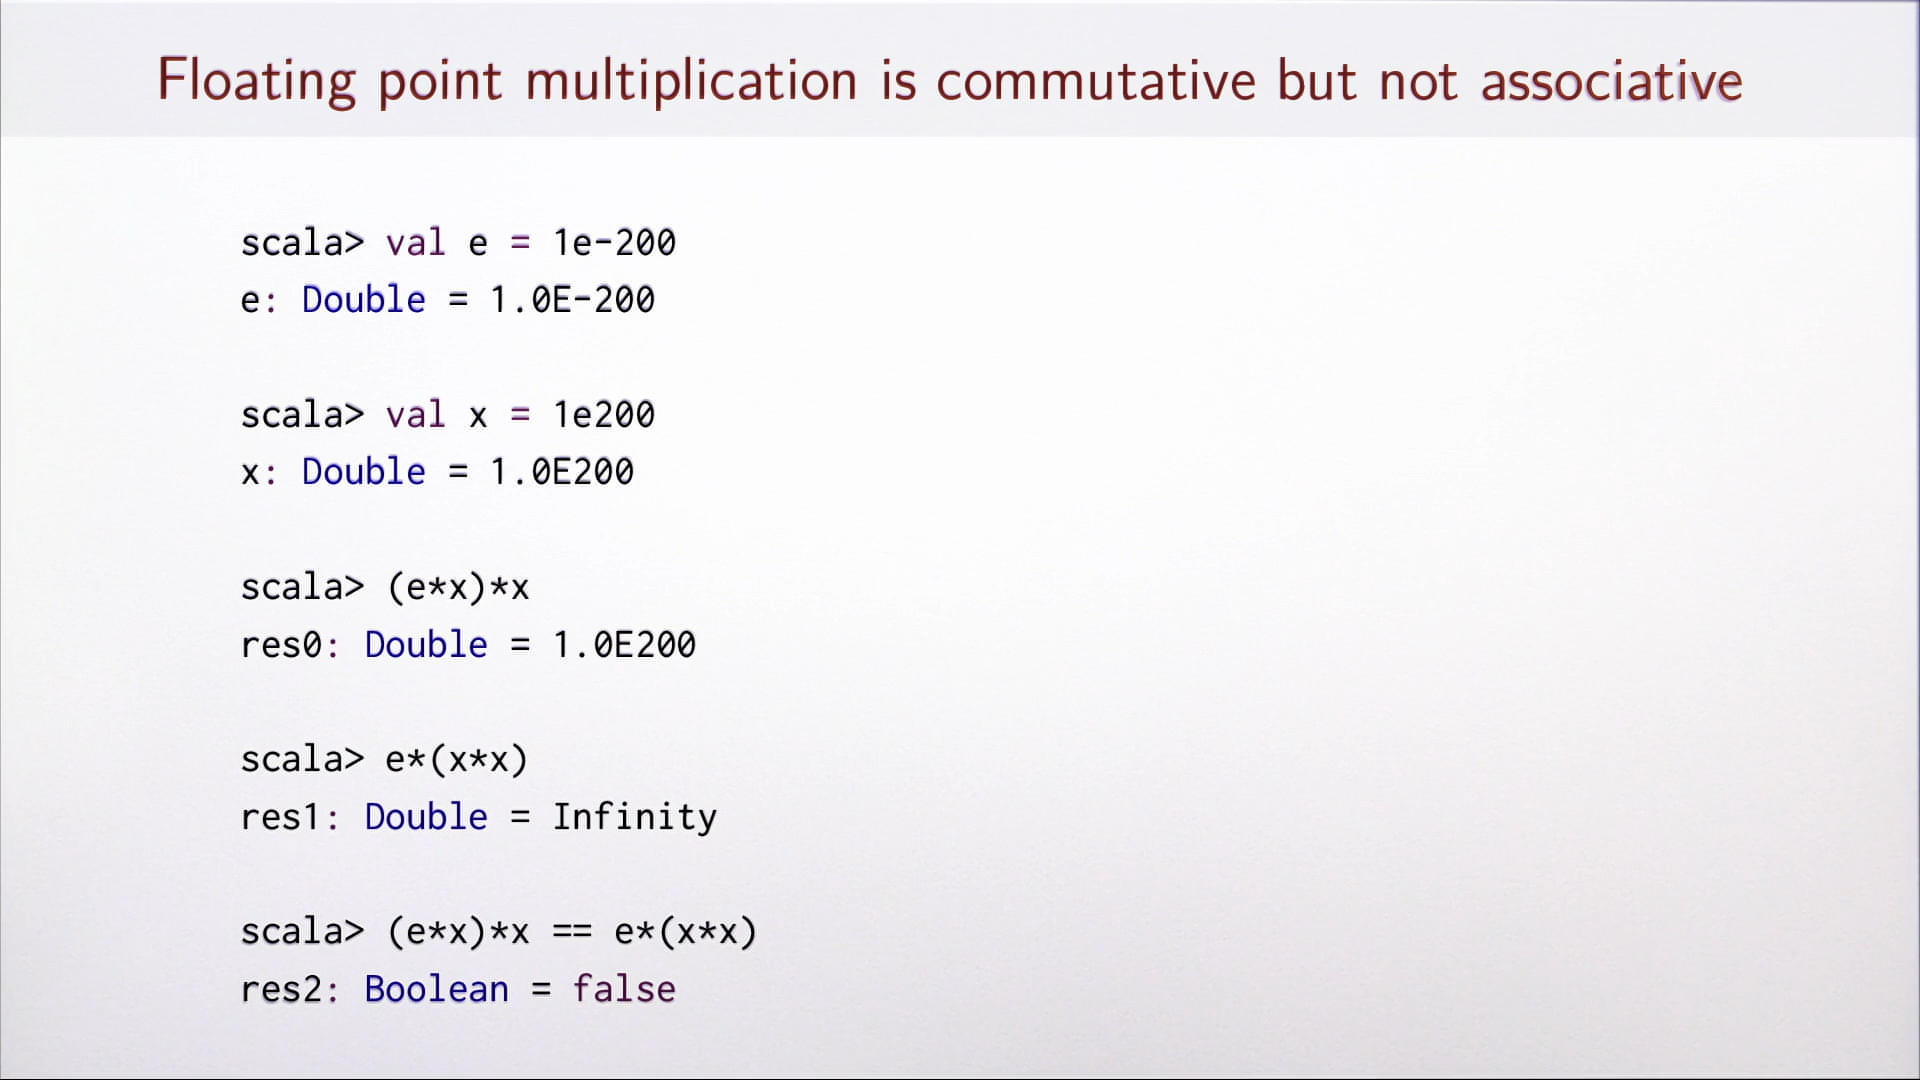 Floating point multiplication is commutative but not associative
scala> val e = 1e-200
e: Double = 1.0E-200
scala> val x = 1e200
x: Double = 1.0E200
scala> (e*x)*x
res0: Double = 1.0E200
scala> e*(x*x)
res1: Double = Infinity
scala> (e*x)*x == e*(x*x)
res2: Boolean = false